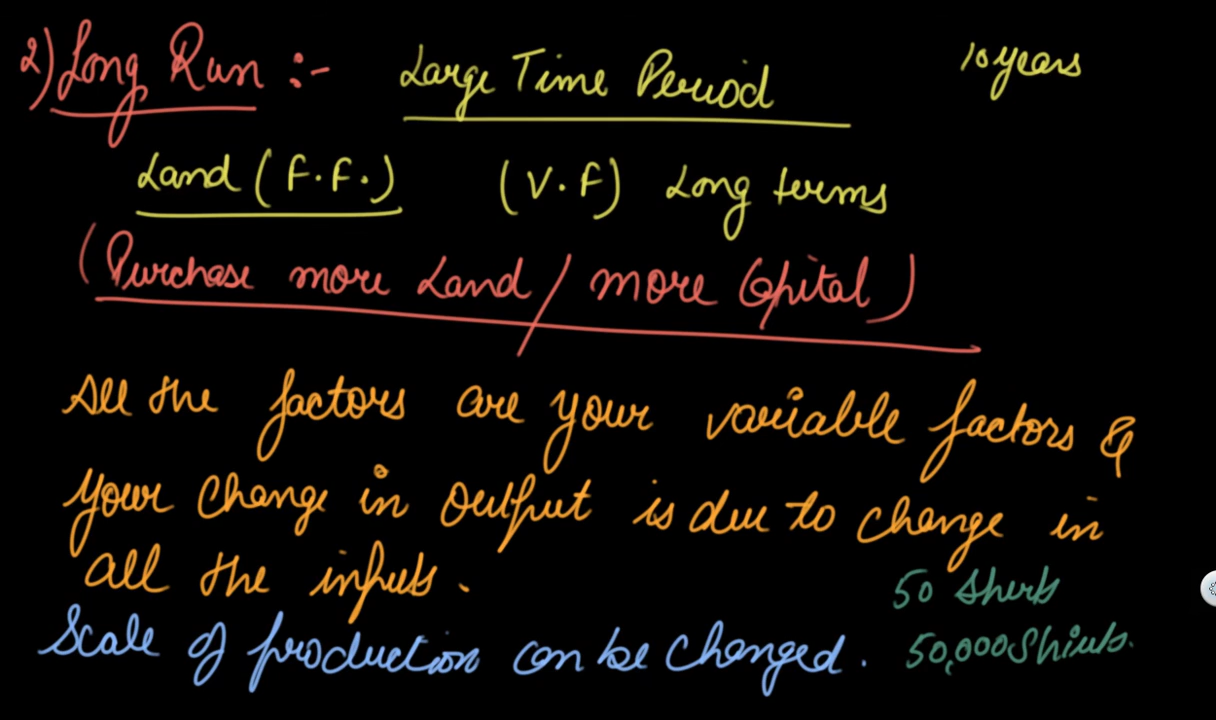 2) Long Run :- Large Time Period 10 years
Land (F.F.) (V.F) Long terms
(Purchase more Land / more Capital)
All the factors are your variable factors &
your change in output is due to change in
all the inputs.
50 Shirts
Scale of production can be changed. 50,000 Shirts.